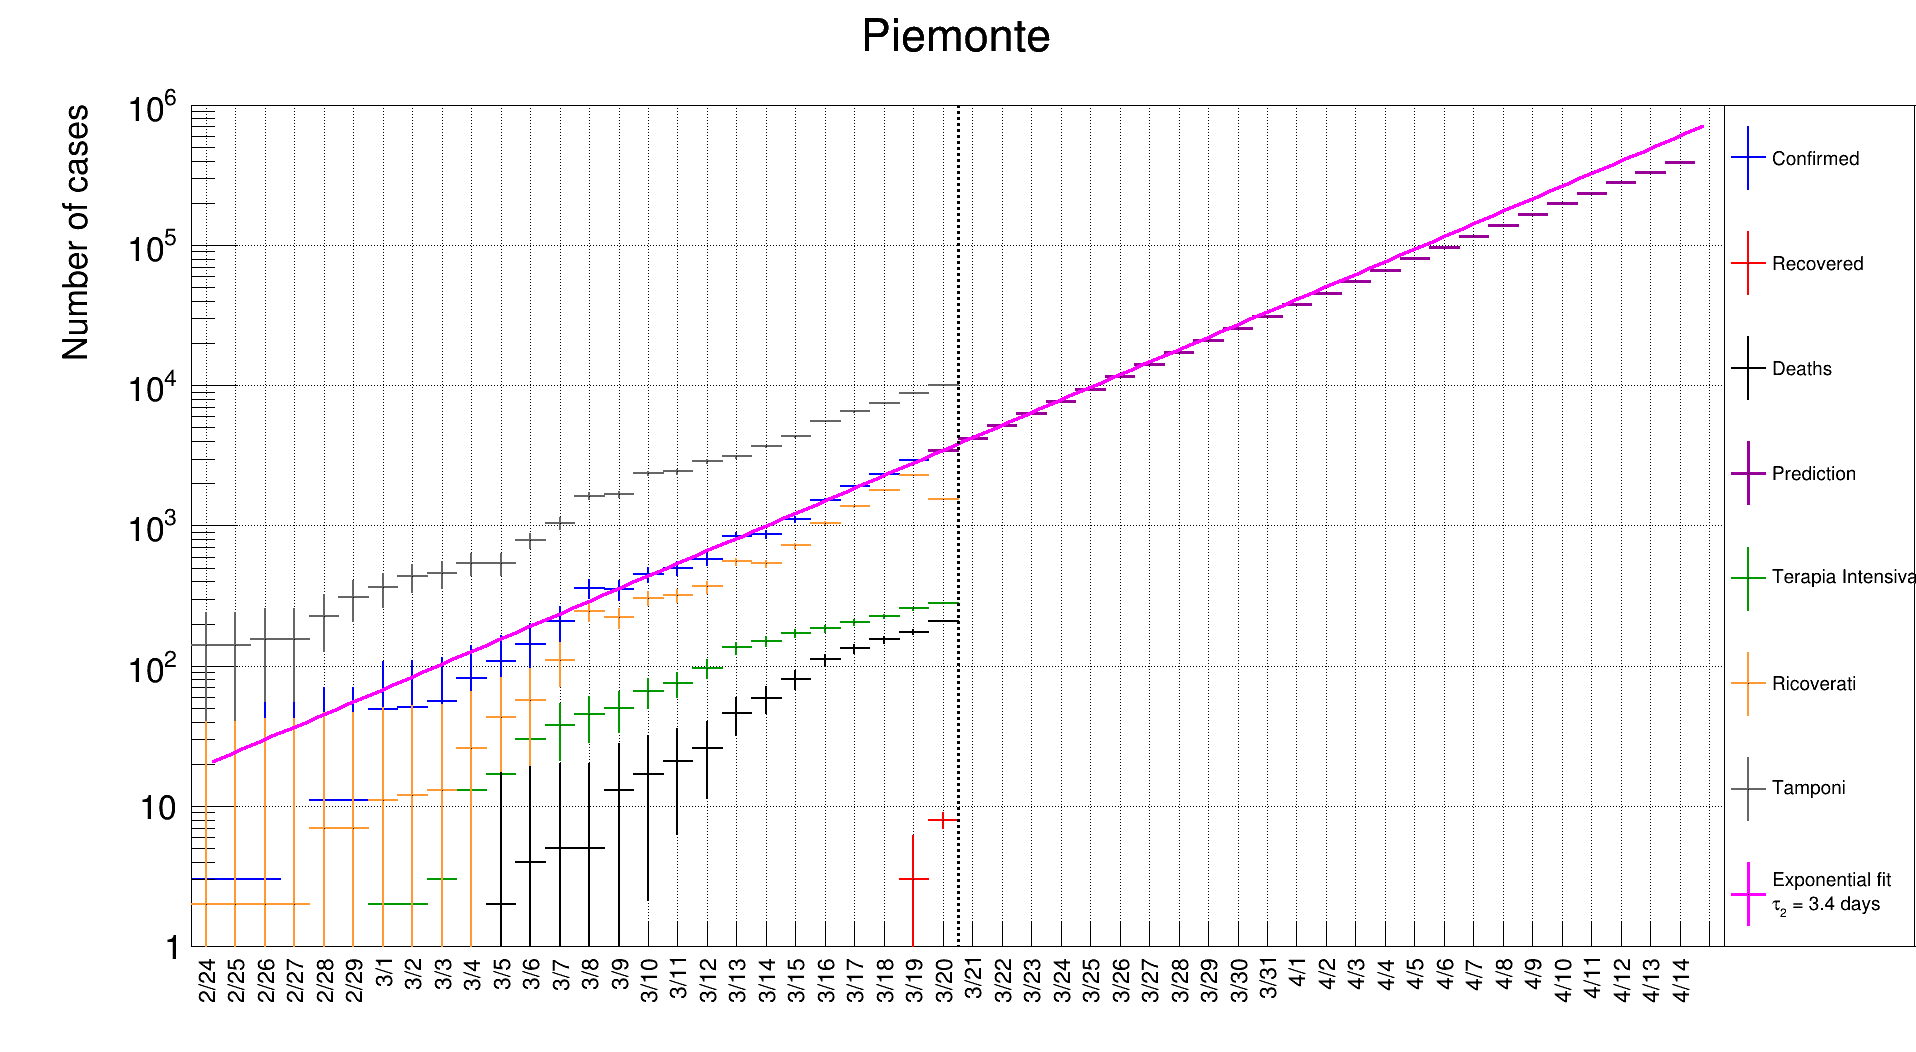 Piemonte
Number of cases
10^6
10^5
10^4
10^3
10^2
10
1
2/24 2/25 2/26 2/27 2/28 2/29 3/1 3/2 3/3 3/4 3/5 3/6 3/7 3/8 3/9 3/10 3/11 3/12 3/13 3/14 3/15 3/16 3/17 3/18 3/19 3/20 3/21 3/22 3/23 3/24 3/25 3/26 3/27 3/28 3/29 3/30 3/31 4/1 4/2 4/3 4/4 4/5 4/6 4/7 4/8 4/9 4/10 4/11 4/12 4/13 4/14
Confirmed
Recovered
Deaths
Prediction
Terapia Intensiva
Ricoverati
Tamponi
Exponential fit
τ_2 = 3.4 days